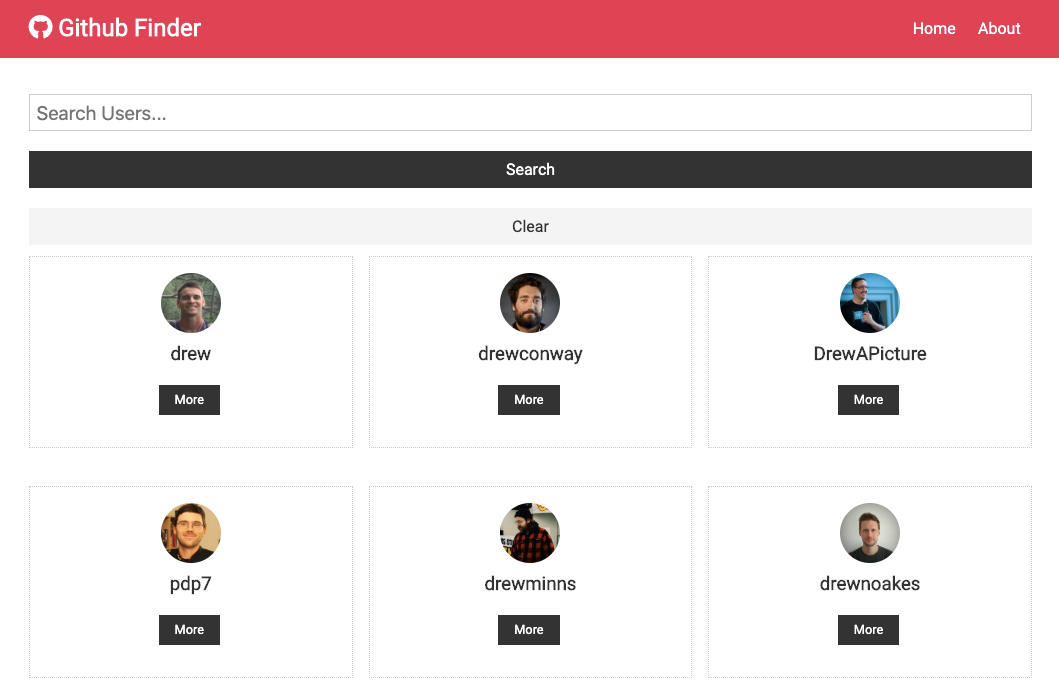 Github Finder
Home About
Search Users...
Search
Clear
drew drewconway DrewAPicture
More More More
pdp7 drewminns drewnoakes
More More More